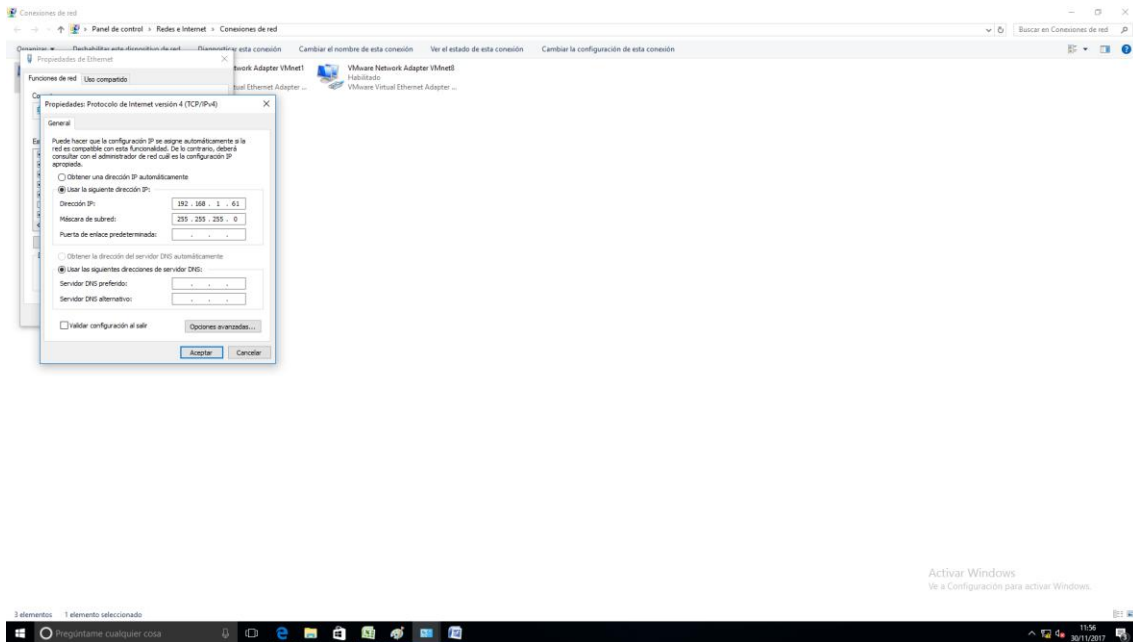 Conexiones de red
Panel de control › Redes e Internet › Conexiones de red
Buscar en Conexiones de red
Organizar
Deshabilitar este dispositivo de red
Diagnosticar esta conexión
Cambiar el nombre de esta conexión
Ver el estado de esta conexión
Cambiar la configuración de esta conexión
Propiedades de Ethernet
Funciones de red
Uso compartido
twork Adapter VMnet1
tual Ethernet Adapter ...
VMware Network Adapter VMnet8
Habilitado
VMware Virtual Ethernet Adapter ...
Propiedades: Protocolo de Internet versión 4 (TCP/IPv4)
General
Puede hacer que la configuración IP se asigne automáticamente si la
red es compatible con esta funcionalidad. De lo contrario, deberá
consultar con el administrador de red cuál es la configuración IP
apropiada.
Obtener una dirección IP automáticamente
Usar la siguiente dirección IP:
Dirección IP: 192 . 168 . 1 . 61
Máscara de subred: 255 . 255 . 255 . 0
Puerta de enlace predeterminada: . . .
Obtener la dirección del servidor DNS automáticamente
Usar las siguientes direcciones de servidor DNS:
Servidor DNS preferido: . . .
Servidor DNS alternativo: . . .
Validar configuración al salir
Opciones avanzadas...
Aceptar
Cancelar
Activar Windows
Ve a Configuración para activar Windows.
3 elementos
1 elemento seleccionado
Pregúntame cualquier cosa
11:56
30/11/2017